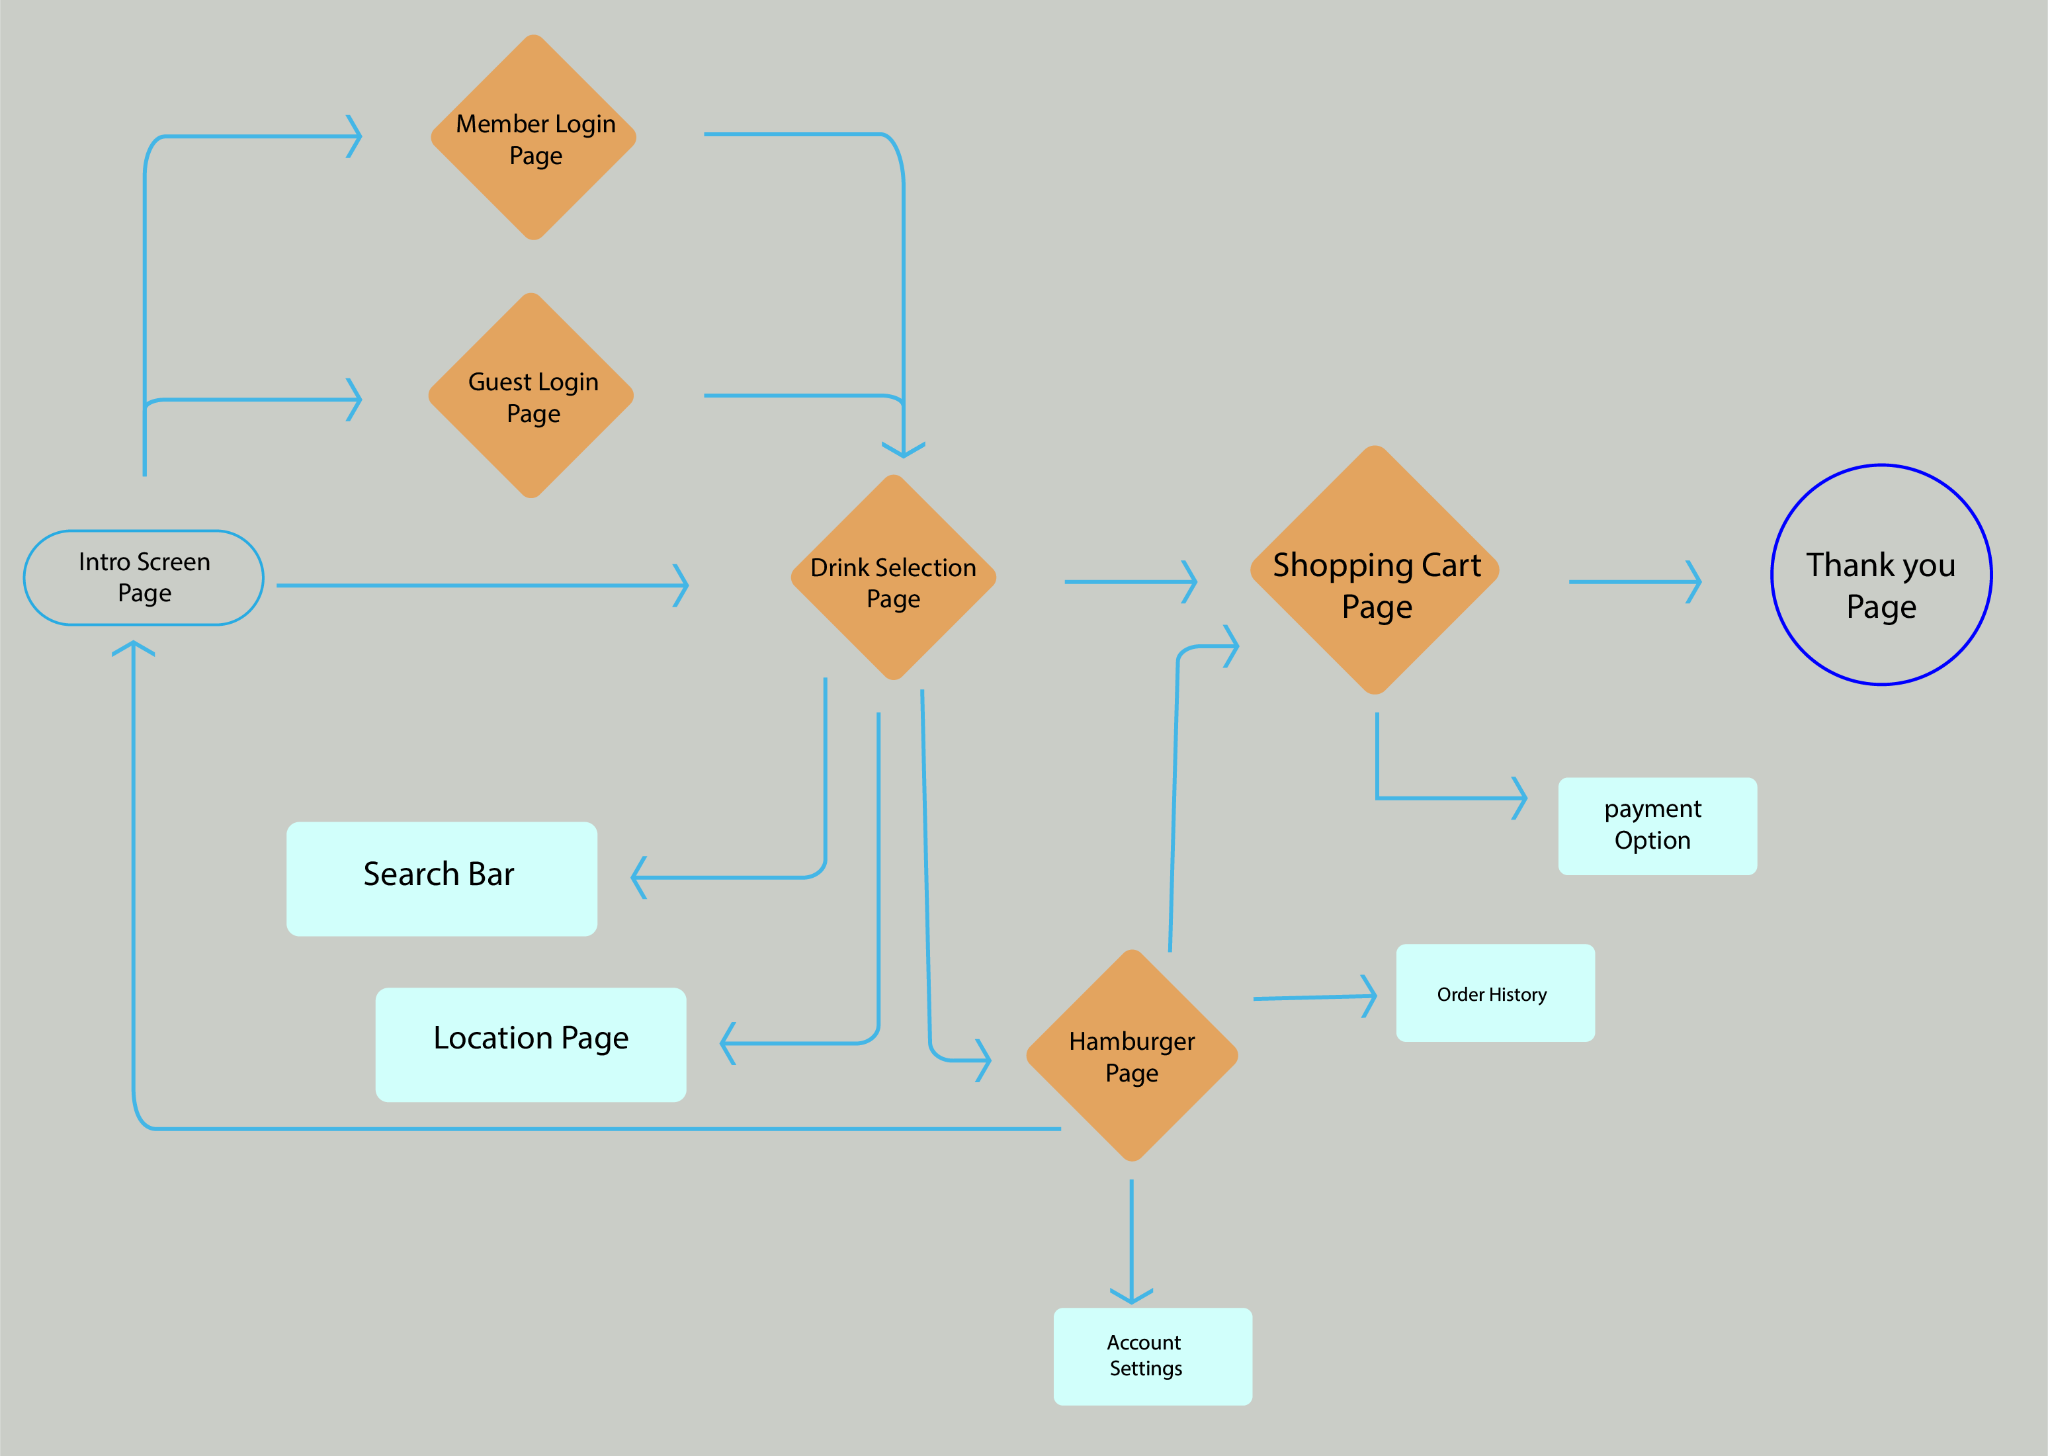 Member Login
Page
Guest Login
Page
Intro Screen
Page
Drink Selection
Page
Shopping Cart
Page
Thank you
Page
payment
Option
Search Bar
Location Page
Hamburger
Page
Order History
Account
Settings